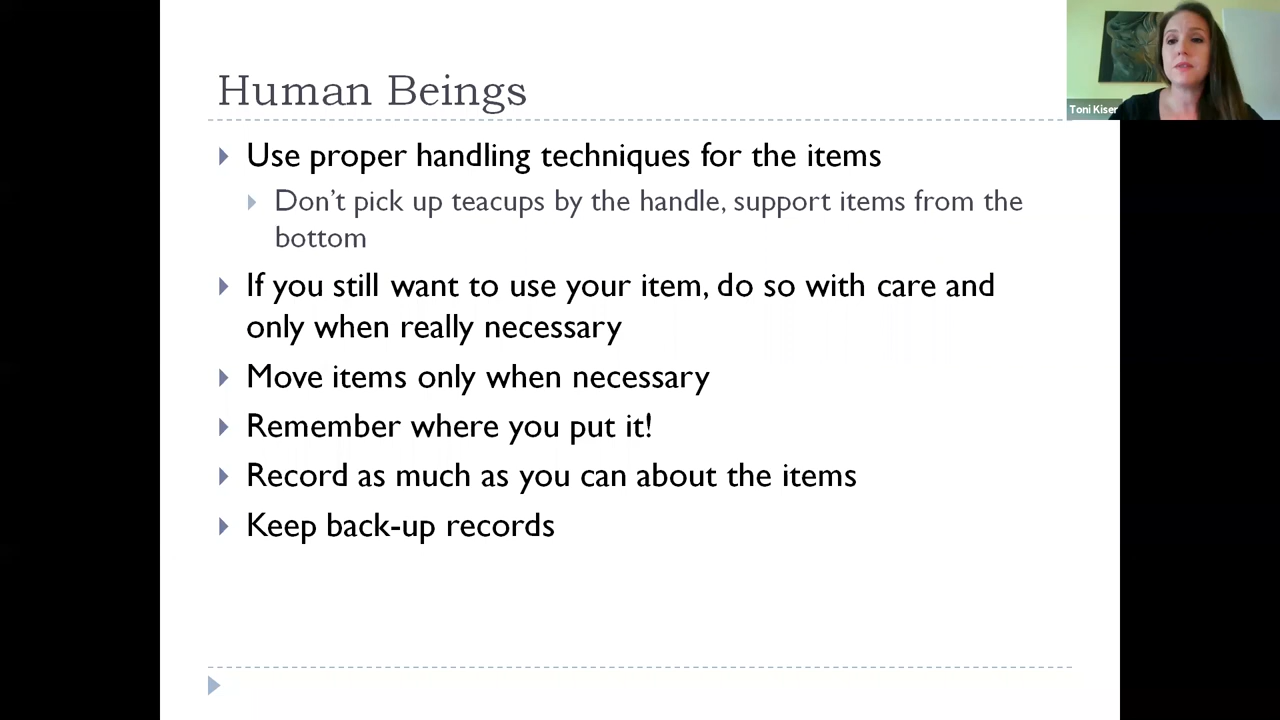 Human Beings
Use proper handling techniques for the items
Don't pick up teacups by the handle, support items from the
bottom
If you still want to use your item, do so with care and
only when really necessary
Move items only when necessary
Remember where you put it!
Record as much as you can about the items
Keep back-up records
Toni Kiser